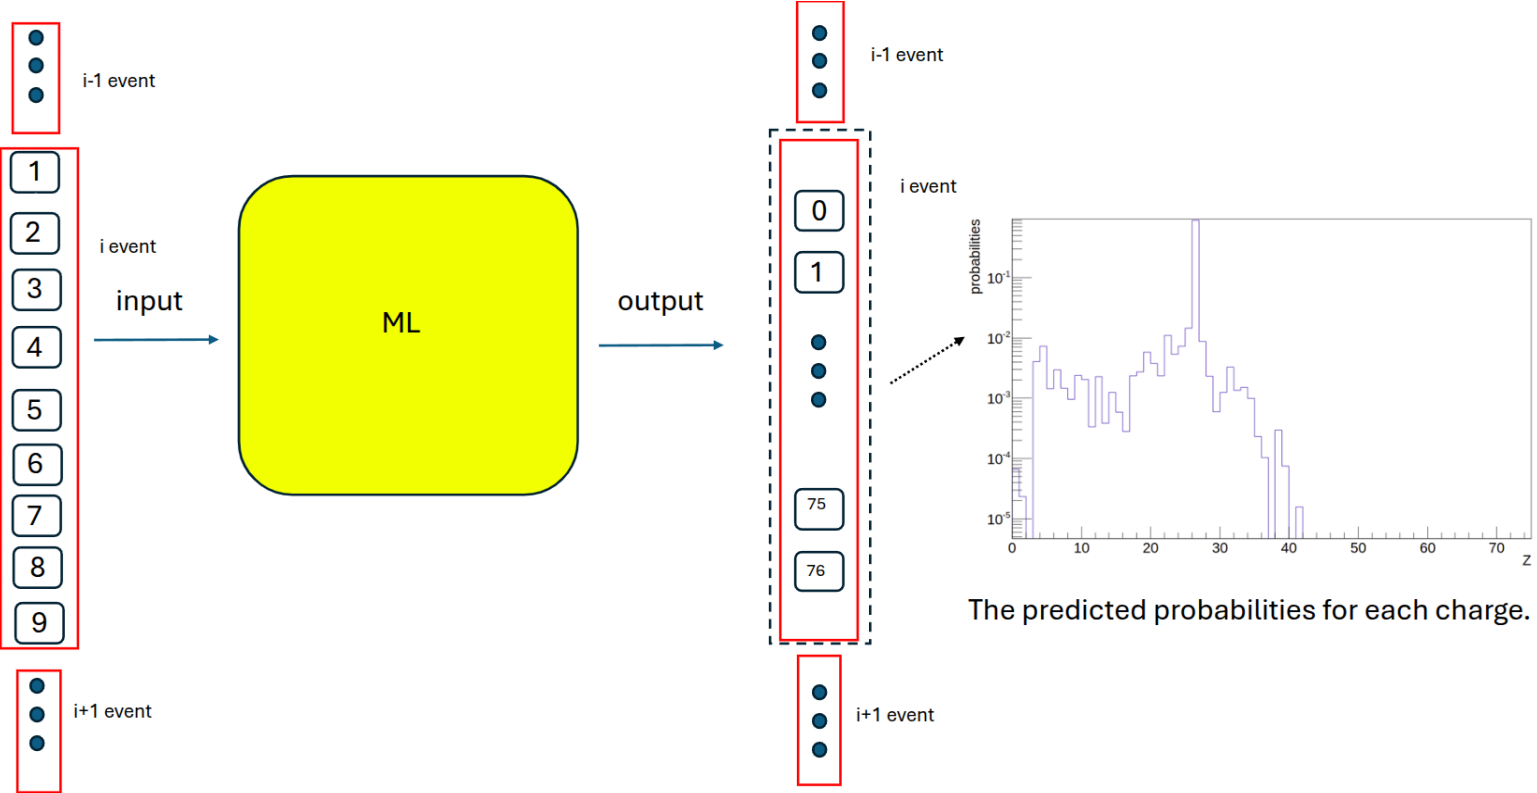 i-1 event
1
2
3
4
5
6
7
8
9
i event
input
i+1 event
ML
output
i-1 event
0
1
75
76
i event
i+1 event
probabilities
10-1
10-2
10-3
10-4
10-5
0 10 20 30 40 50 60 70
Z
The predicted probabilities for each charge.